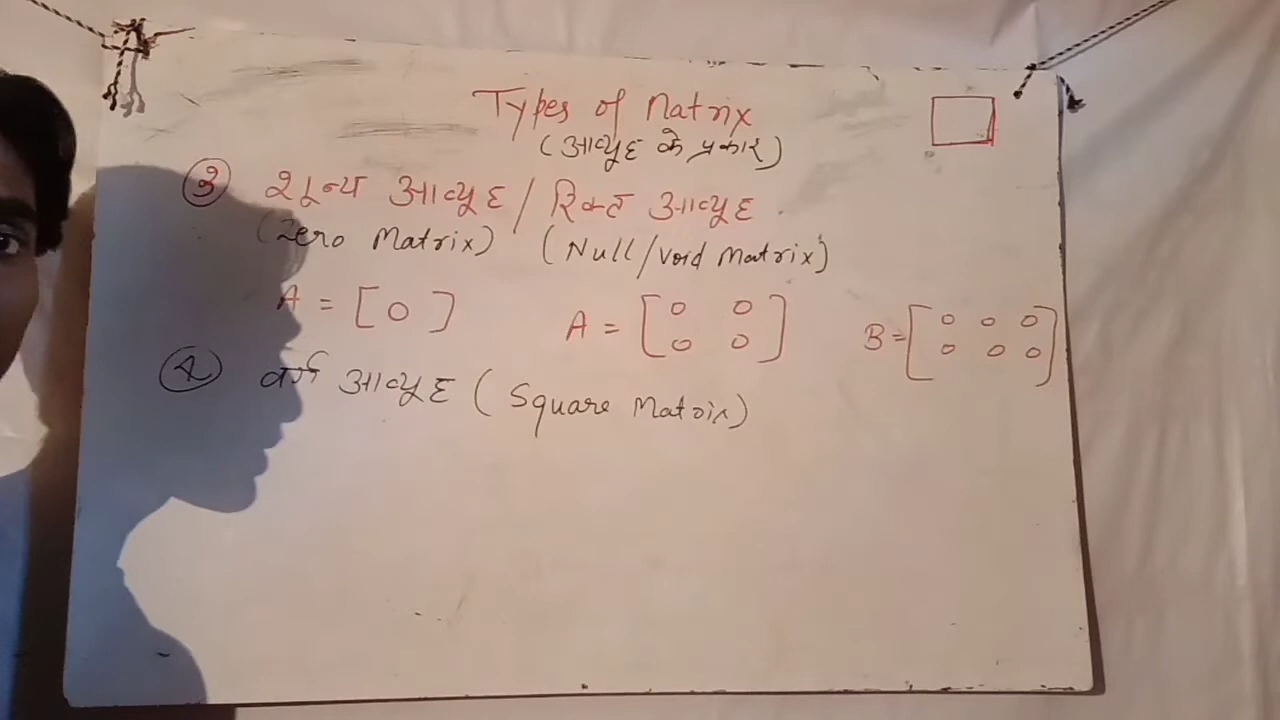 Types of Matrix
(आव्यूह के प्रकार)
(3) शून्य आव्यूह / रिक्त आव्यूह
(Zero Matrix) (Null/Void Matrix)
A = [0] A = [0 0 0 0] B = [0 0 0 0 0 0]
(4) वर्ग आव्यूह (Square Matrix)